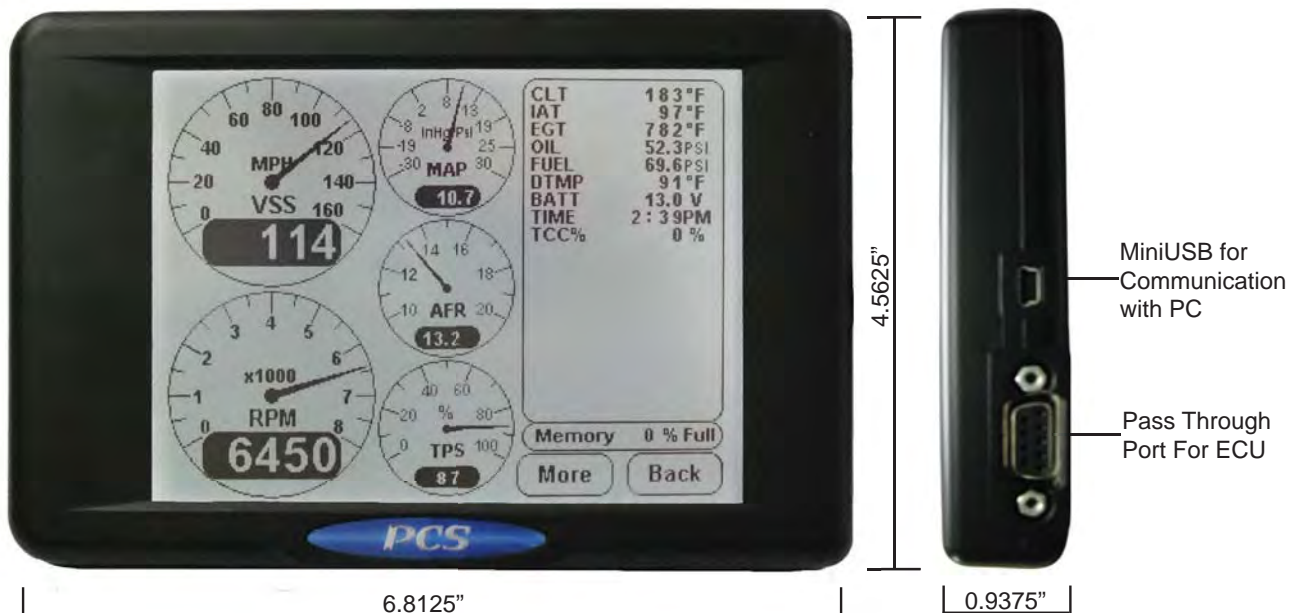 0 20 40 60 80 100 120 140 160
MPH
VSS
114
-30 -19 -8 2 8 13 19 25 30
InHg/Psi
MAP
10.7
10 12 14 16 18 20
AFR
13.2
0 1 2 3 4 5 6 7 8
x1000
RPM
6450
0 20 40 60 80 100
%
TPS
87
CLT 183°F
IAT 97°F
EGT 782°F
OIL 52.3PSI
FUEL 69.6PSI
DTMP 91°F
BATT 13.0 V
TIME 2:39PM
TCC% 0 %
Memory 0 % Full
More Back
PCS
6.8125”
4.5625”
MiniUSB for
Communication
with PC
Pass Through
Port For ECU
0.9375”